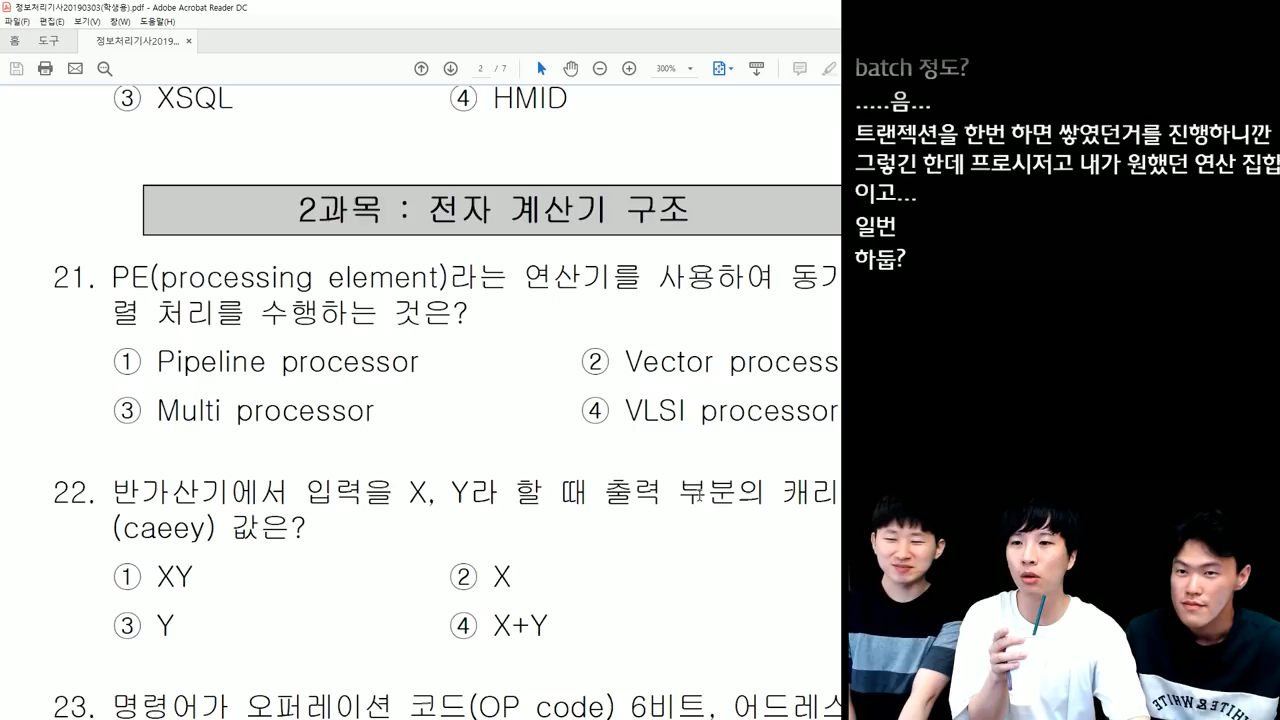 정보처리기사20190303(학생용).pdf - Adobe Acrobat Reader DC
파일(F) 편집(E) 보기(V) 창(W) 도움말(H)
홈 도구 정보처리기사2019... ×
2 / 7 300%
③ XSQL ④ HMID
2과목 : 전자 계산기 구조
21. PE(processing element)라는 연산기를 사용하여 동기
렬 처리를 수행하는 것은?
① Pipeline processor ② Vector process
③ Multi processor ④ VLSI processor
22. 반가산기에서 입력을 X, Y라 할 때 출력 붂분의 캐리
(caeey) 값은?
① XY ② X
③ Y ④ X+Y
23. 명령어가 오퍼레이션 코드(OP code) 6비트, 어드레스
batch 정도?
.....음...
트랜젝션을 한번 하면 쌓였던거를 진행하니깐
그렇긴 한데 프로시저고 내가 원했던 연산 집합
이고...
일번
하둡?
WHITE&WHITE